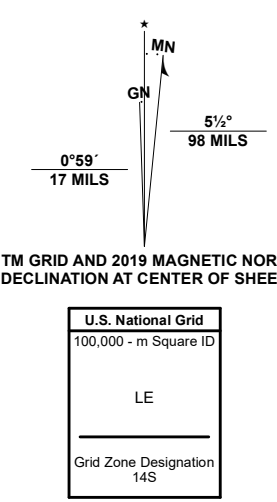 ★
MN
GN
5½°
98 MILS
0°59´
17 MILS
TM GRID AND 2019 MAGNETIC NOR
DECLINATION AT CENTER OF SHEE
U.S. National Grid
100,000 - m Square ID
LE
Grid Zone Designation
14S